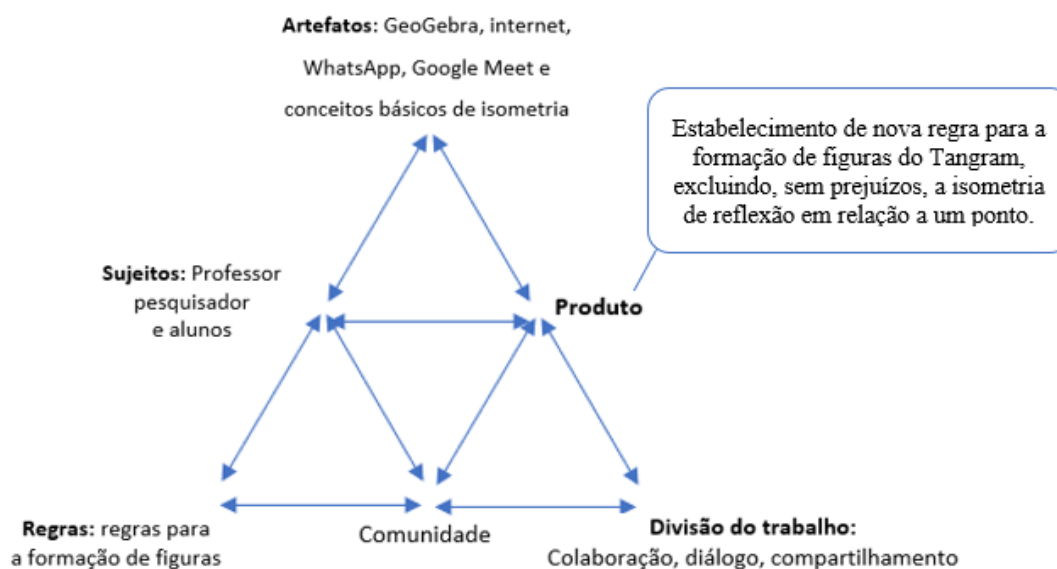 Artefatos: GeoGebra, internet,
WhatsApp, Google Meet e
conceitos básicos de isometria
Estabelecimento de nova regra para a
formação de figuras do Tangram,
excluindo, sem prejuízos, a isometria
de reflexão em relação a um ponto.
Sujeitos: Professor
pesquisador
e alunos
Produto
Regras: regras para
a formação de figuras
Comunidade
Divisão do trabalho:
Colaboração, diálogo, compartilhamento